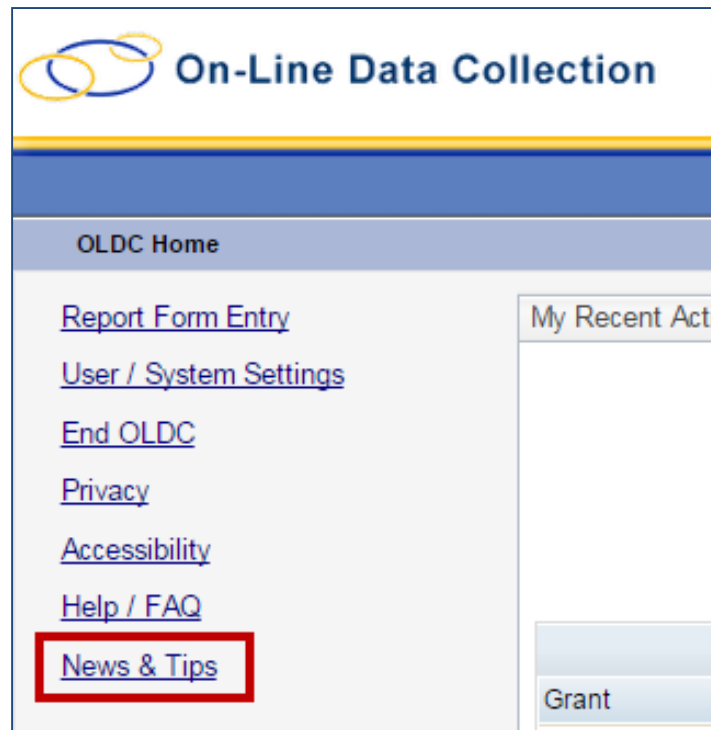 On-Line Data Collection
OLDC Home
Report Form Entry
User / System Settings
End OLDC
Privacy
Accessibility
Help / FAQ
News & Tips
My Recent Act
Grant